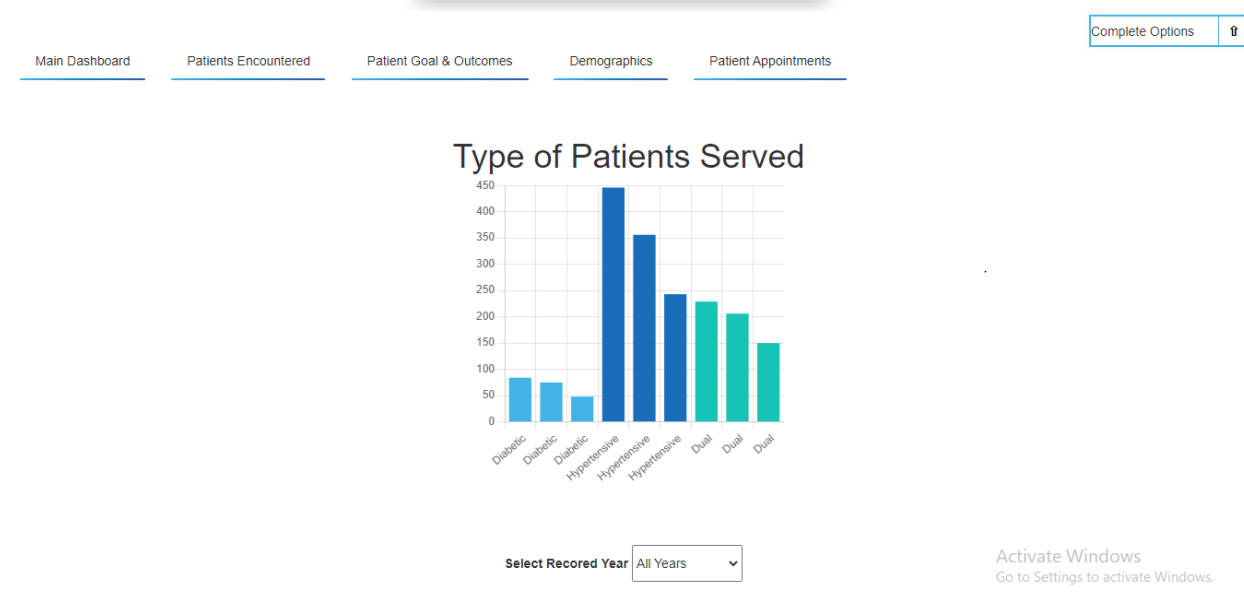 Complete Options ⇧
Main Dashboard Patients Encountered Patient Goal & Outcomes Demographics Patient Appointments
Type of Patients Served
450
400
350
300
250
200
150
100
50
0
Diabetic Diabetic Diabetic Hypertensive Hypertensive Hypertensive Dual Dual Dual
Select Recored Year All Years
Activate Windows
Go to Settings to activate Windows.